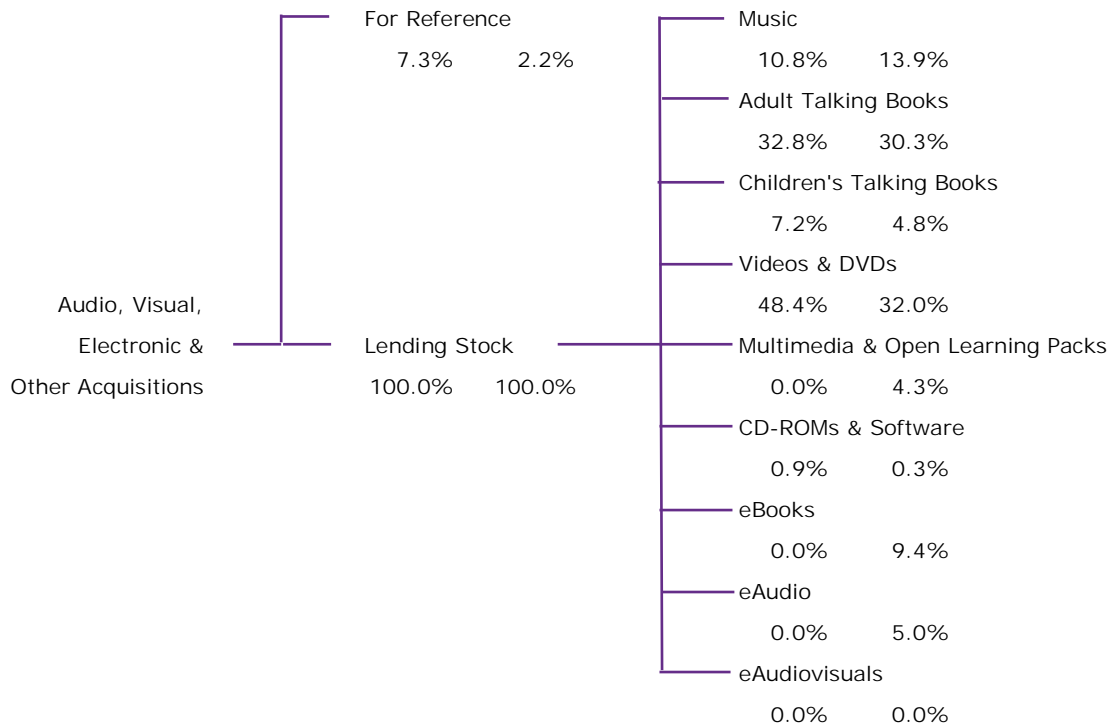 For Reference
7.3% 2.2%
Music
10.8% 13.9%
Adult Talking Books
32.8% 30.3%
Children's Talking Books
7.2% 4.8%
Videos & DVDs
48.4% 32.0%
Audio, Visual,
Electronic &
Other Acquisitions
Lending Stock
100.0% 100.0%
Multimedia & Open Learning Packs
0.0% 4.3%
CD-ROMs & Software
0.9% 0.3%
eBooks
0.0% 9.4%
eAudio
0.0% 5.0%
eAudiovisuals
0.0% 0.0%